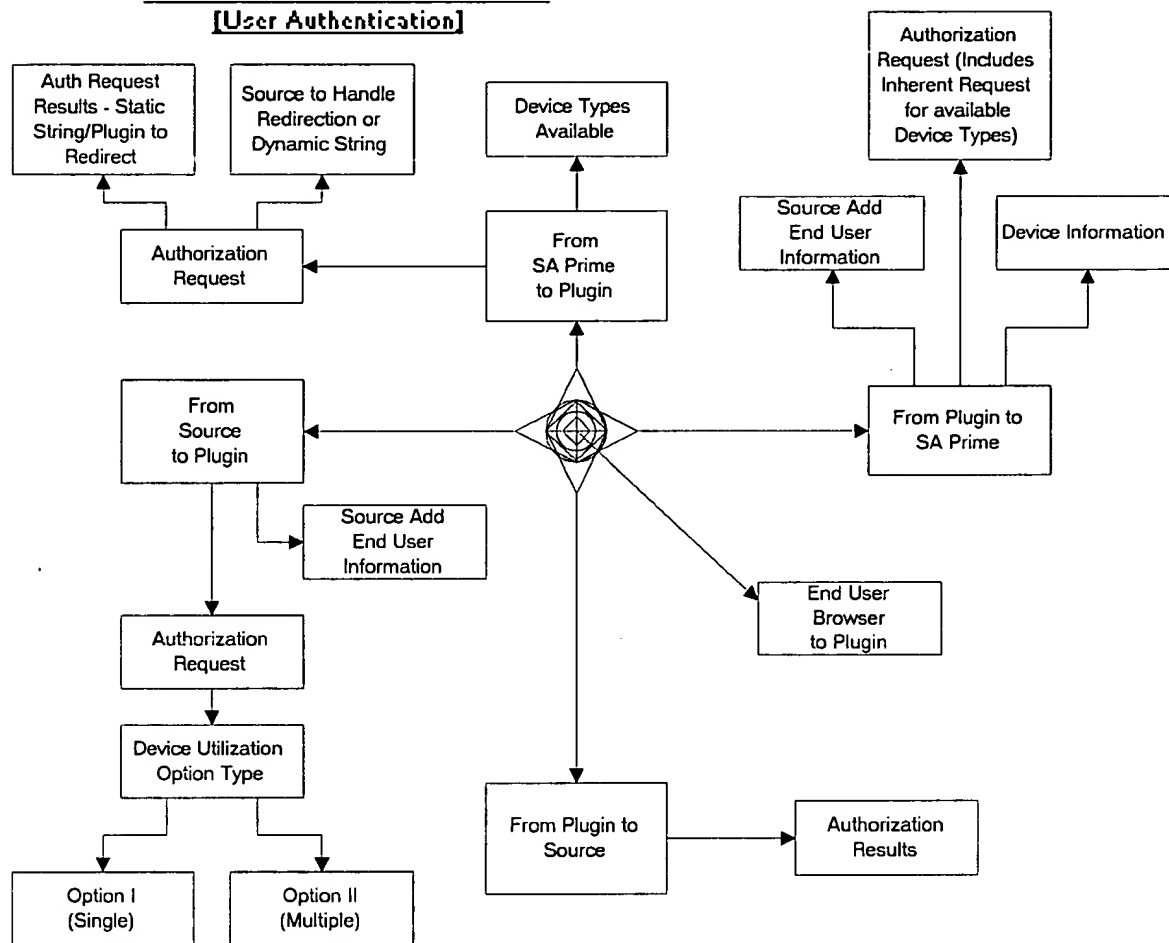 [User Authentication]
Auth Request
Results - Static
String/Plugin to
Redirect
Source to Handle
Redirection or
Dynamic String
Device Types
Available
Authorization
Request (Includes
Inherent Request
for available
Device Types)
Authorization
Request
From
SA Prime
to Plugin
Source Add
End User
Information
Device Information
From
Source
to Plugin
From Plugin to
SA Prime
Source Add
End User
Information
End User
Browser
to Plugin
Authorization
Request
Device Utilization
Option Type
From Plugin to
Source
Authorization
Results
Option I
(Single)
Option II
(Multiple)